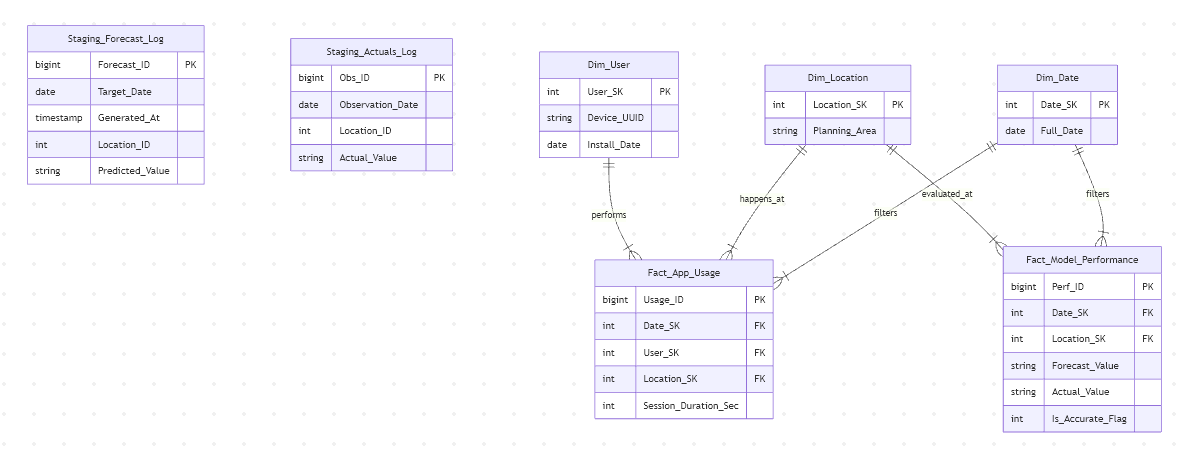 Staging_Forecast_Log
bigint Forecast_ID PK
date Target_Date
timestamp Generated_At
int Location_ID
string Predicted_Value
Staging_Actuals_Log
bigint Obs_ID PK
date Observation_Date
int Location_ID
string Actual_Value
Dim_User
int User_SK PK
string Device_UUID
date Install_Date
Dim_Location
int Location_SK PK
string Planning_Area
Dim_Date
int Date_SK PK
date Full_Date
performs
happens_at
filters
evaluated_at
filters
Fact_App_Usage
bigint Usage_ID PK
int Date_SK FK
int User_SK FK
int Location_SK FK
int Session_Duration_Sec
Fact_Model_Performance
bigint Perf_ID PK
int Date_SK FK
int Location_SK FK
string Forecast_Value
string Actual_Value
int Is_Accurate_Flag